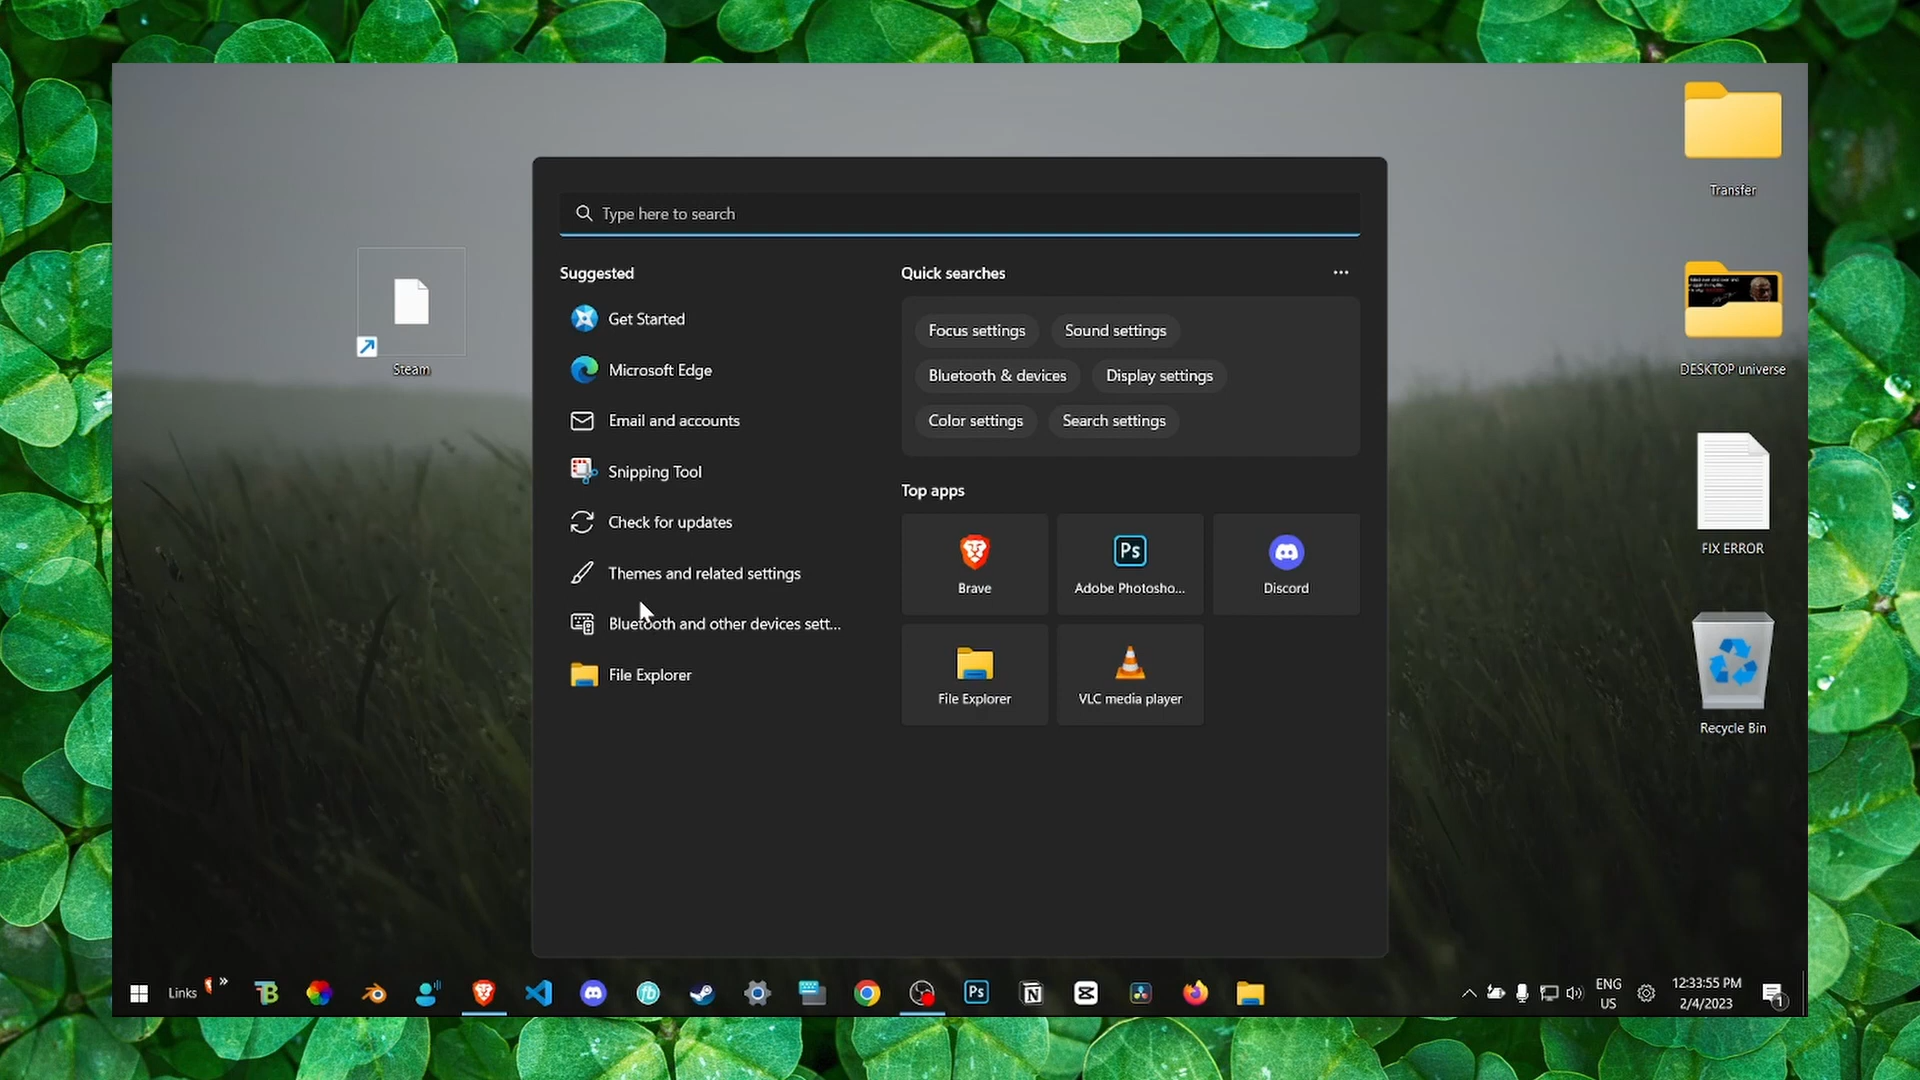 Type here to search
Suggested
Get Started
Microsoft Edge
Email and accounts
Snipping Tool
Check for updates
Themes and related settings
Bluetooth and other devices sett...
File Explorer
Quick searches
Focus settings
Sound settings
Bluetooth & devices
Display settings
Color settings
Search settings
Top apps
Brave
Ps
Adobe Photosho...
Discord
File Explorer
VLC media player
Steam
Transfer
DESKTOP universe
FIX ERROR
Recycle Bin
Links
Ps
ENG
US
12:33:55 PM
2/4/2023
1